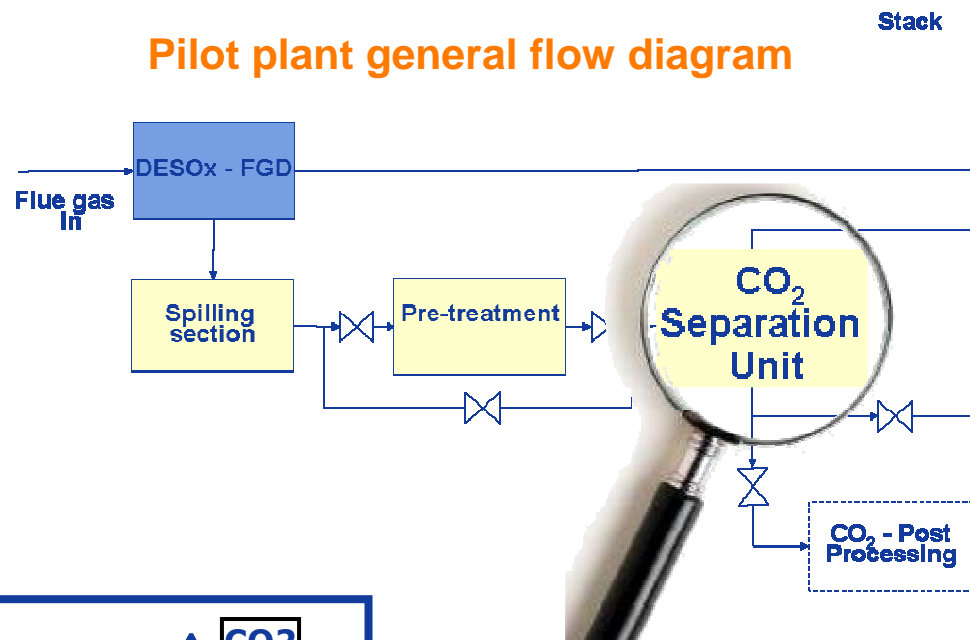 Stack
Pilot plant general flow diagram
DESOx - FGD
Flue gas
In
Spilling
section
Pre-treatment
CO₂
Separation
Unit
CO₂ - Post
Processing
CO2